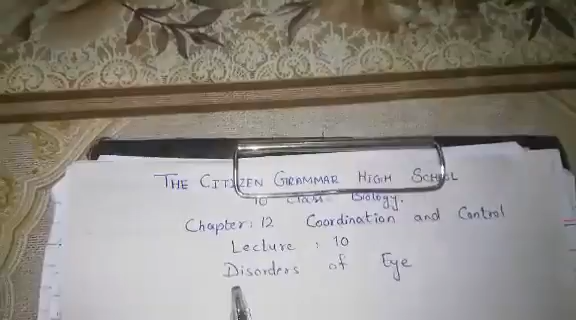 THE CITIZEN GRAMMAR HIGH SCHOOL
10 Class Biology.
Chapter: 12 Coordination and Control
Lecture : 10
Disorders of Eye